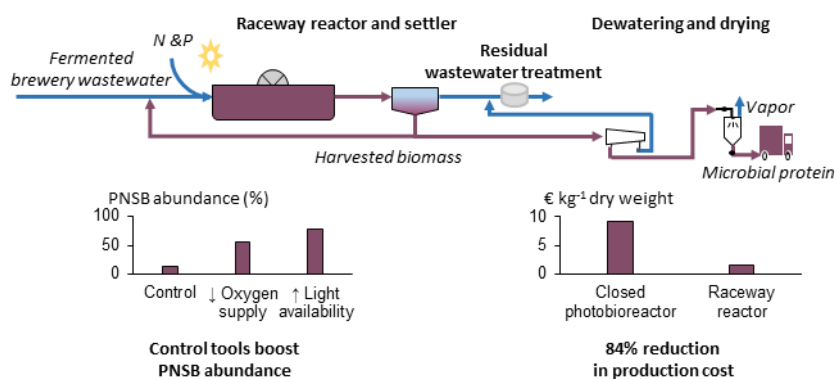 Raceway reactor and settler
Dewatering and drying
N &P
Fermented
brewery wastewater
Residual
wastewater treatment
Vapor
Harvested biomass
Microbial protein
PNSB abundance (%)
100
50
0
Control
↓ Oxygen
supply
↑ Light
availability
Control tools boost
PNSB abundance
€ kg⁻¹ dry weight
10
5
0
Closed
photobioreactor
Raceway
reactor
84% reduction
in production cost